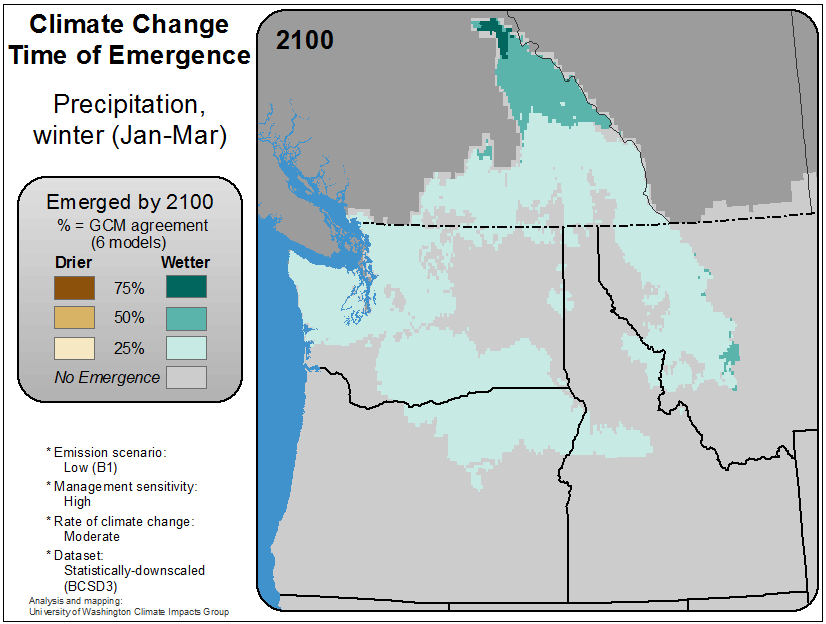 Climate Change
Time of Emergence
Precipitation,
winter (Jan-Mar)
Emerged by 2100
% = GCM agreement
(6 models)
Drier Wetter
75%
50%
25%
No Emergence
* Emission scenario:
Low (B1)
* Management sensitivity:
High
* Rate of climate change:
Moderate
* Dataset:
Statistically-downscaled
(BCSD3)
Analysis and mapping:
University of Washington Climate Impacts Group
2100